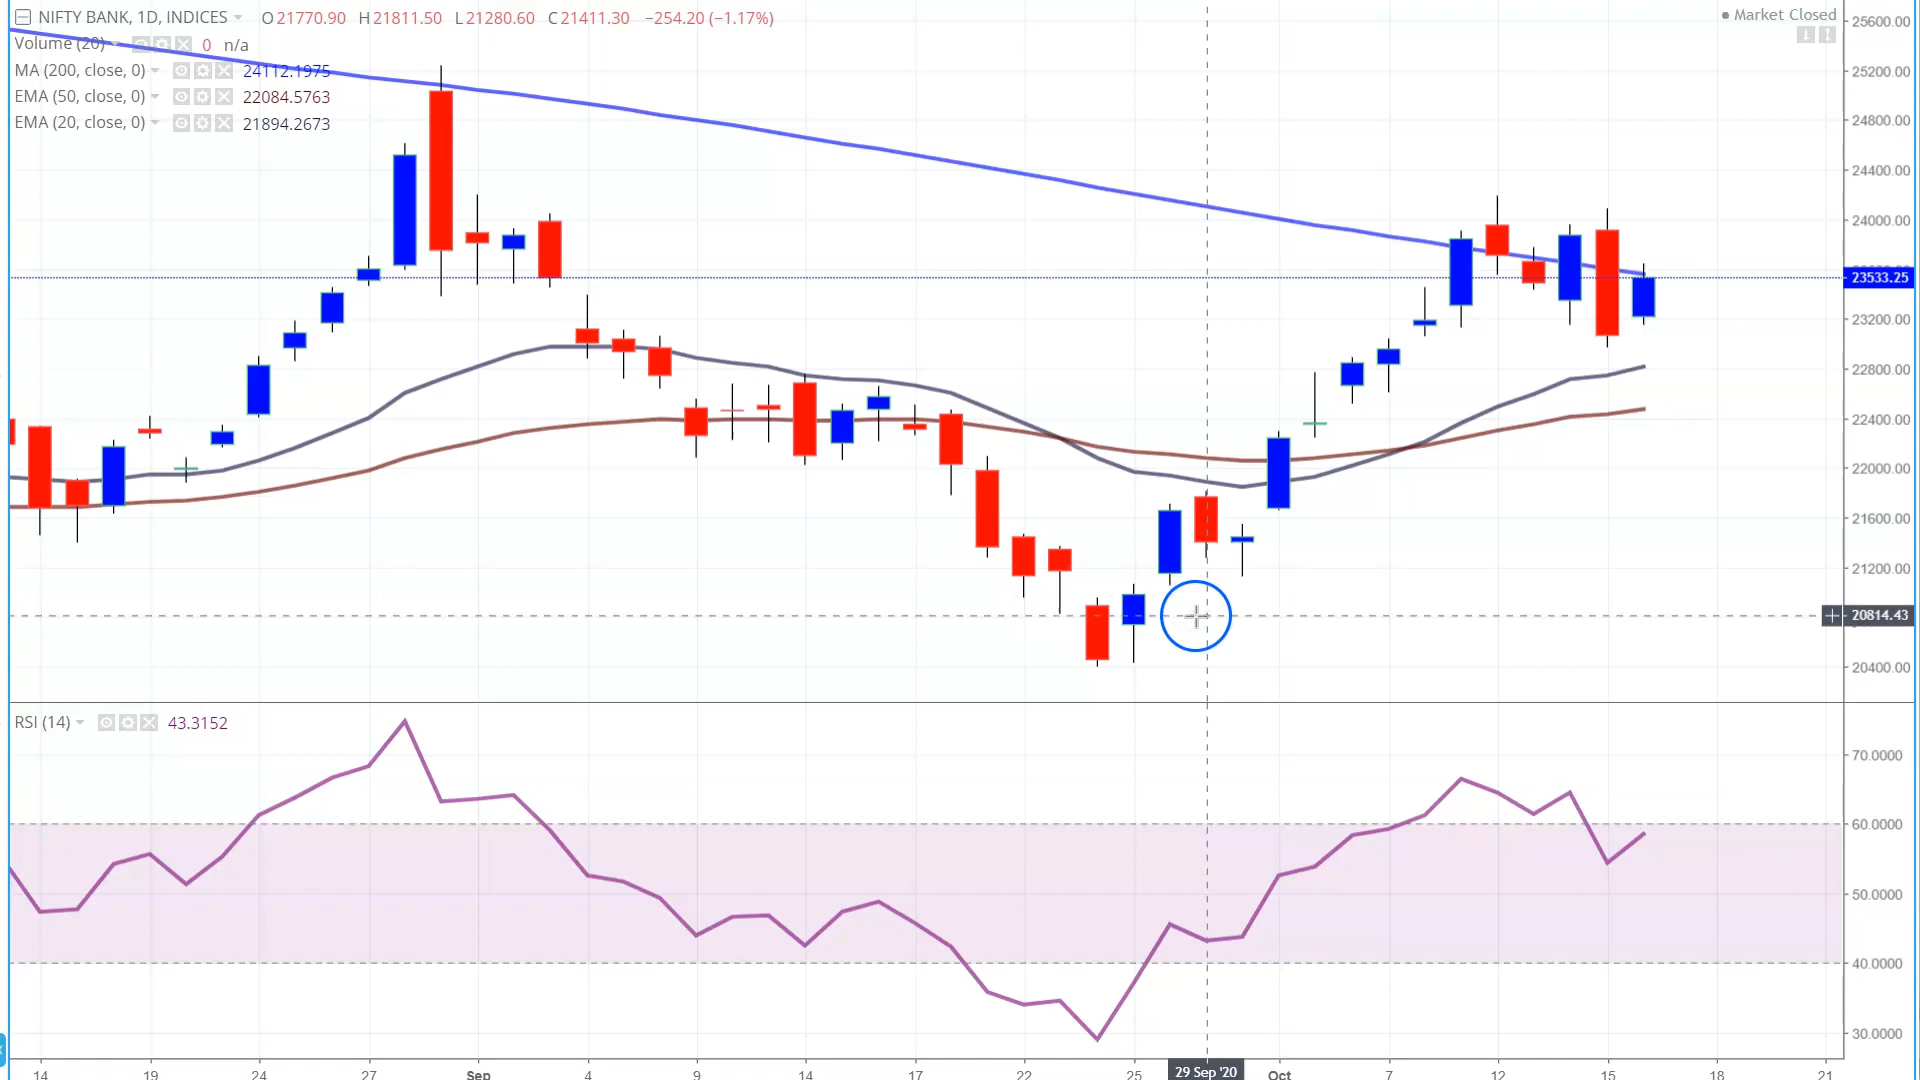 NIFTY BANK, 1D, INDICES O21770.90 H21811.50 L21280.60 C21411.30 −254.20 (−1.17%)
Market Closed
Volume (20) 0 n/a
MA (200, close, 0) 24112.1975
EMA (50, close, 0) 22084.5763
EMA (20, close, 0) 21894.2673
25600.00
25200.00
24800.00
24400.00
24000.00
23533.25
23200.00
22800.00
22400.00
22000.00
21600.00
21200.00
20814.43
20400.00
RSI (14) 43.3152
70.0000
60.0000
50.0000
40.0000
30.0000
14 19 24 27 Sep 4 9 14 17 22 25 29 Sep '20 Oct 7 12 15 18 21